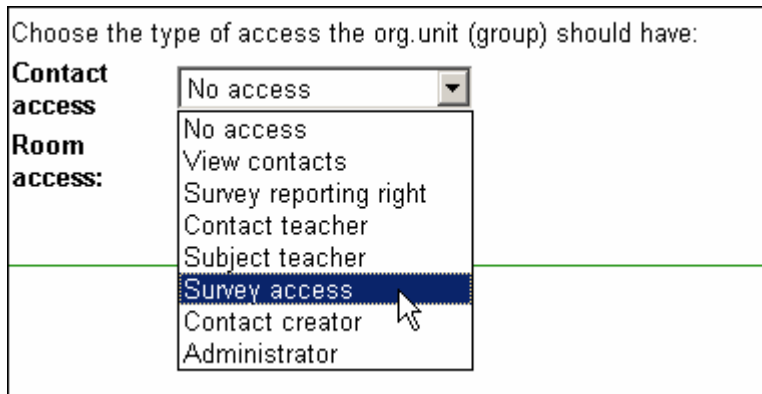 Choose the type of access the org.unit (group) should have:
Contact
access
No access
Room
access:
No access
View contacts
Survey reporting right
Contact teacher
Subject teacher
Survey access
Contact creator
Administrator